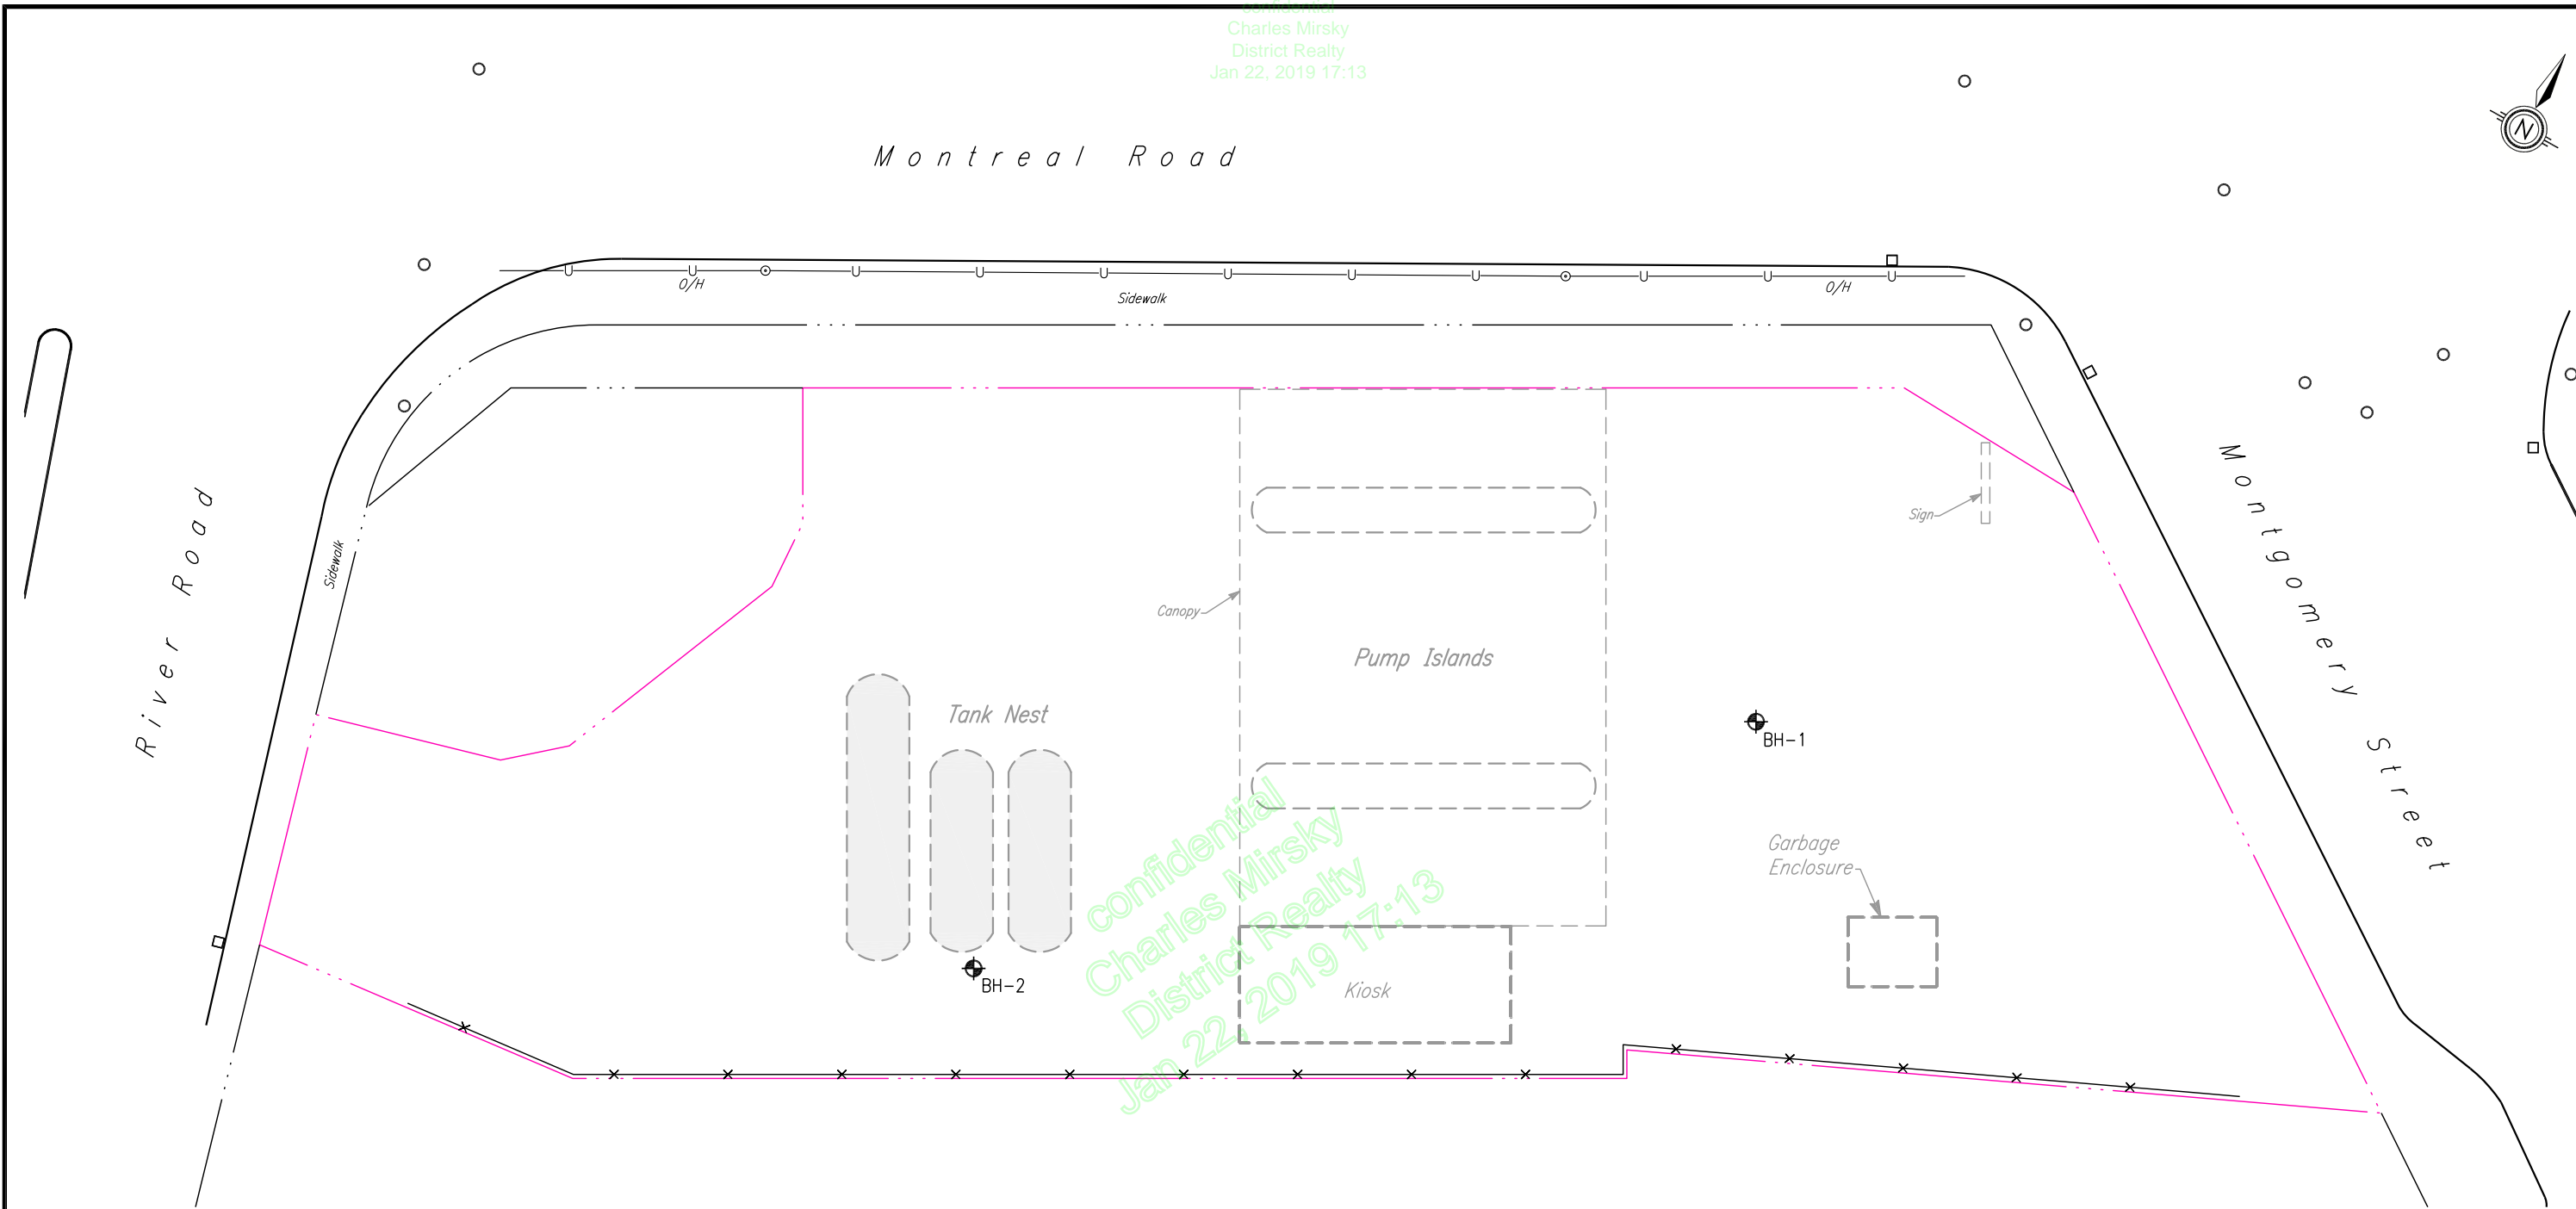 confidential
Charles Mirsky
District Realty
Jan 22, 2019 17:13
Montreal Road
N
U U U U U U U U U U U
O/H
Sidewalk
O/H
River Road
Sidewalk
Montgomery Street
Sign
Canopy
Pump Islands
Tank Nest
BH-1
Garbage
Enclosure
BH-2
Kiosk
confidential
Charles Mirsky
District Realty
Jan 22, 2019 17:13